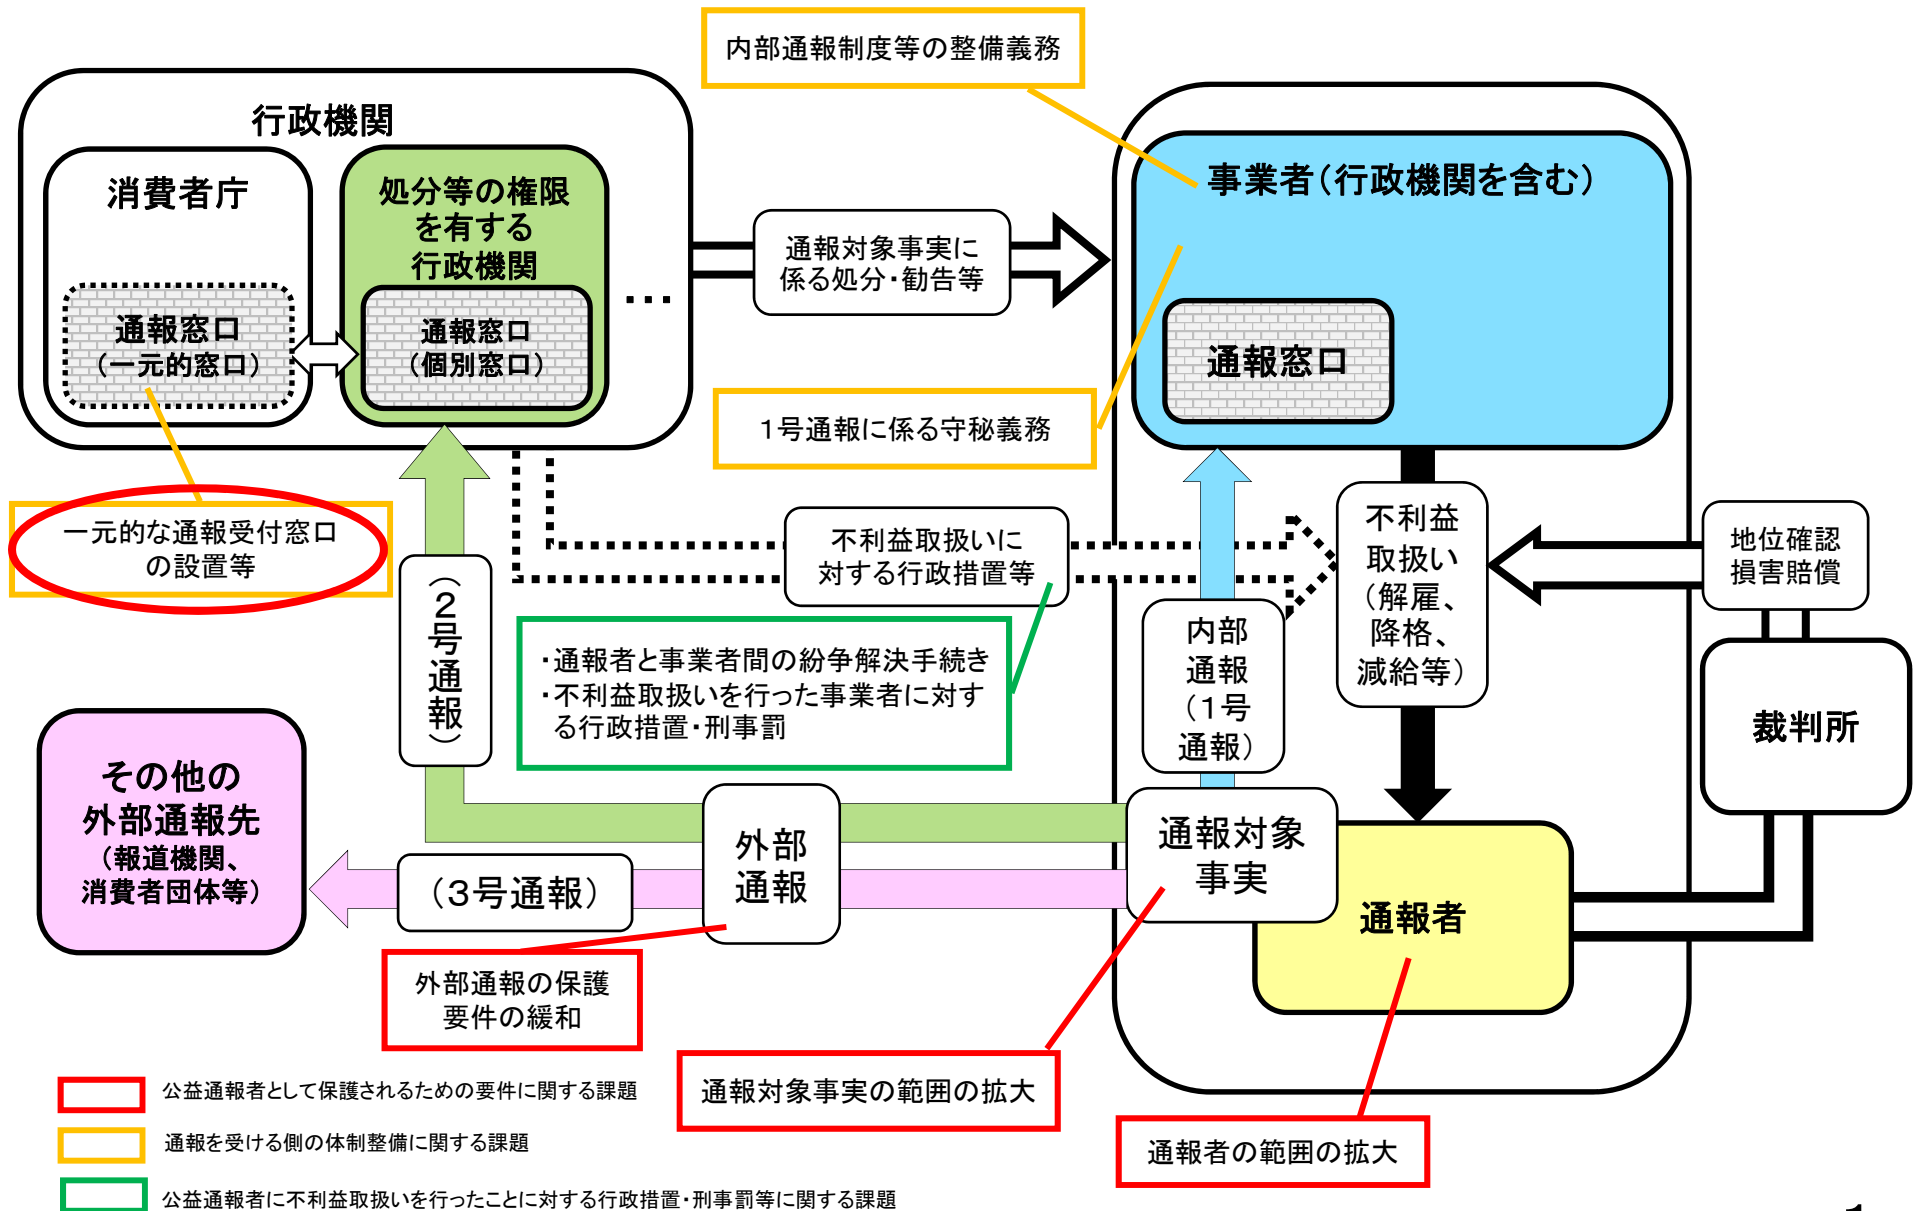 内部通報制度等の整備義務
行政機関
消費者庁
処分等の権限
を有する
行政機関
通報窓口
(一元的窓口)
通報窓口
(個別窓口)
…
通報対象事実に
係る処分・勧告等
事業者(行政機関を含む)
通報窓口
1号通報に係る守秘義務
一元的な通報受付窓口
の設置等
(2号通報)
不利益取扱いに
対する行政措置等
・通報者と事業者間の紛争解決手続き
・不利益取扱いを行った事業者に対す
る行政措置・刑事罰
内部
通報
(1号
通報)
不利益
取扱い
(解雇、
降格、
減給等)
地位確認
損害賠償
裁判所
その他の
外部通報先
(報道機関、
消費者団体等)
(3号通報)
外部
通報
通報対象
事実
通報者
外部通報の保護
要件の緩和
通報対象事実の範囲の拡大
通報者の範囲の拡大
公益通報者として保護されるための要件に関する課題
通報を受ける側の体制整備に関する課題
公益通報者に不利益取扱いを行ったことに対する行政措置・刑事罰等に関する課題
1